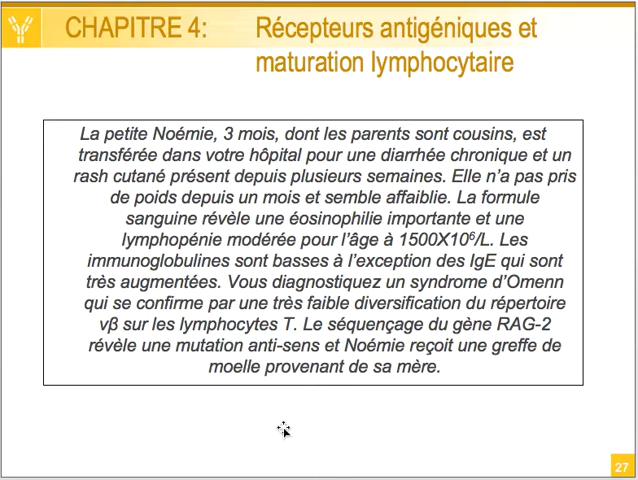 CHAPITRE 4: Récepteurs antigéniques et
maturation lymphocytaire
La petite Noémie, 3 mois, dont les parents sont cousins, est
transférée dans votre hôpital pour une diarrhée chronique et un
rash cutané présent depuis plusieurs semaines. Elle n'a pas pris
de poids depuis un mois et semble affaiblie. La formule
sanguine révèle une éosinophilie importante et une
lymphopénie modérée pour l'âge à 1500X10⁶/L. Les
immunoglobulines sont basses à l'exception des IgE qui sont
très augmentées. Vous diagnostiquez un syndrome d'Omenn
qui se confirme par une très faible diversification du répertoire
vβ sur les lymphocytes T. Le séquençage du gène RAG-2
révèle une mutation anti-sens et Noémie reçoit une greffe de
moelle provenant de sa mère.
27